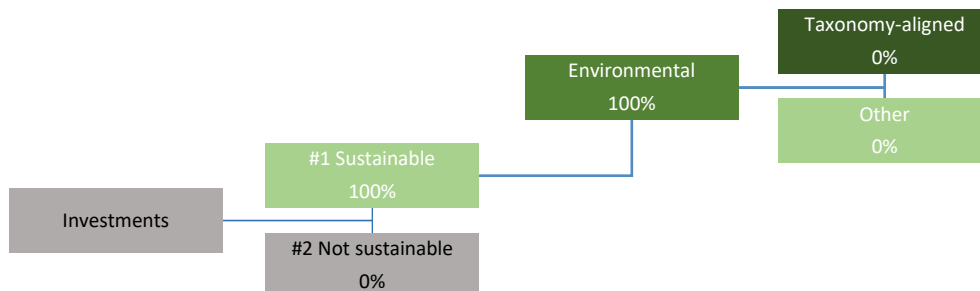 Taxonomy-aligned
0%
Environmental
100%
Other
0%
#1 Sustainable
100%
Investments
#2 Not sustainable
0%